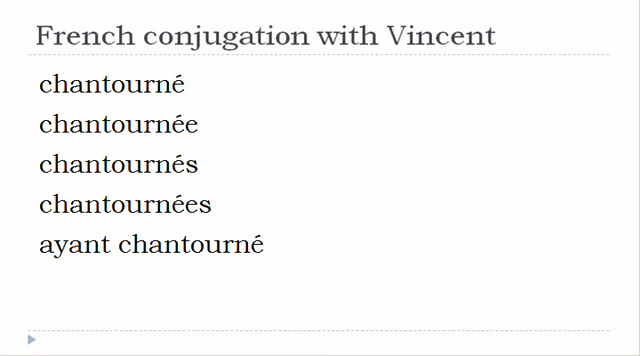 French conjugation with Vincent
chantourné
chantournée
chantournés
chantournées
ayant chantourné